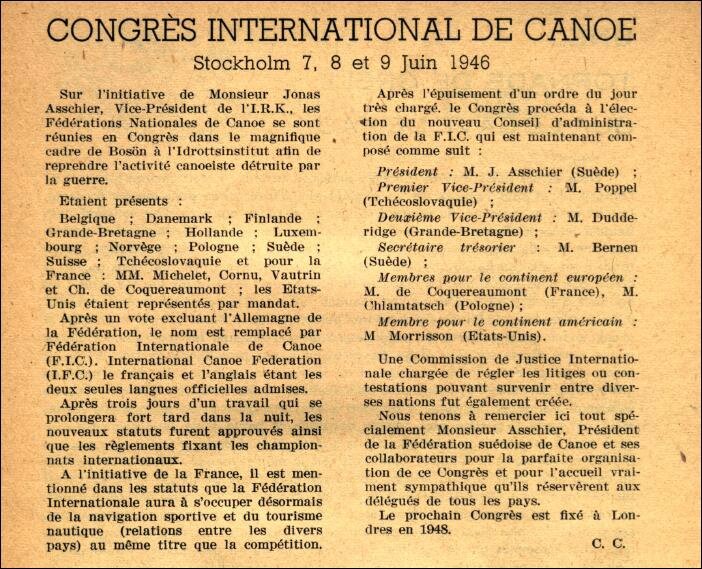 CONGRÈS INTERNATIONAL DE CANOE
Stockholm 7, 8 et 9 Juin 1946
Sur l'initiative de Monsieur Jonas
Asschier, Vice-Président de l'I.R.K., les
Fédérations Nationales de Canoe se sont
réunies en Congrès dans le magnifique
cadre de Bosön à l'Idrottsinstitut afin de
reprendre l'activité canoeiste détruite par
la guerre.
Etaient présents :
Belgique ; Danemark ; Finlande ;
Grande-Bretagne ; Hollande ; Luxem-
bourg ; Norvège ; Pologne ; Suède ;
Suisse ; Tchécoslovaquie et pour la
France : MM. Michelet, Cornu, Vautrin
et Ch. de Coquereaumont ; les Etats-
Unis étaient représentés par mandat.
Après un vote excluant l'Allemagne de
la Fédération, le nom est remplacé par
Fédération Internationale de Canoe
(F.I.C.). International Canoe Federation
(I.F.C.) le français et l'anglais étant les
deux seules langues officielles admises.
Après trois jours d'un travail qui se
prolongera fort tard dans la nuit, les
nouveaux statuts furent approuvés ainsi
que les règlements fixant les champion-
nats internationaux.
A l'initiative de la France, il est men-
tionné dans les statuts que la Fédération
Internationale aura à s'occuper désormais
de la navigation sportive et du tourisme
nautique (relations entre les divers
pays) au même titre que la compétition.
Après l'épuisement d'un ordre du jour
très chargé. le Congrès procéda à l'élec-
tion du nouveau Conseil d'administra-
tion de la F.I.C. qui est maintenant com-
posé comme suit :
Président : M. J. Asschier (Suède) ;
Premier Vice-Président : M. Poppel
(Tchécoslovaquie) ;
Deuxième Vice-Président : M. Dudde-
ridge (Grande-Bretagne) ;
Secrétaire trésorier : M. Bernen
(Suède) ;
Membres pour le continent européen :
M. de Coquereaumont (France), M.
Chlamtatsch (Pologne) ;
Membre pour le continent américain :
M Morrisson (Etats-Unis).
Une Commission de Justice Internatio-
nale chargée de régler les litiges ou con-
testations pouvant survenir entre diver-
ses nations fut également créée.
Nous tenons à remercier ici tout spé-
cialement Monsieur Asschier, Président
de la Fédération suédoise de Canoe et ses
collaborateurs pour la parfaite organisa-
tion de ce Congrès et pour l'accueil vrai-
ment sympathique qu'ils réservèrent aux
délégués de tous les pays.
Le prochain Congrès est fixé à Lon-
dres en 1948.
C. C.